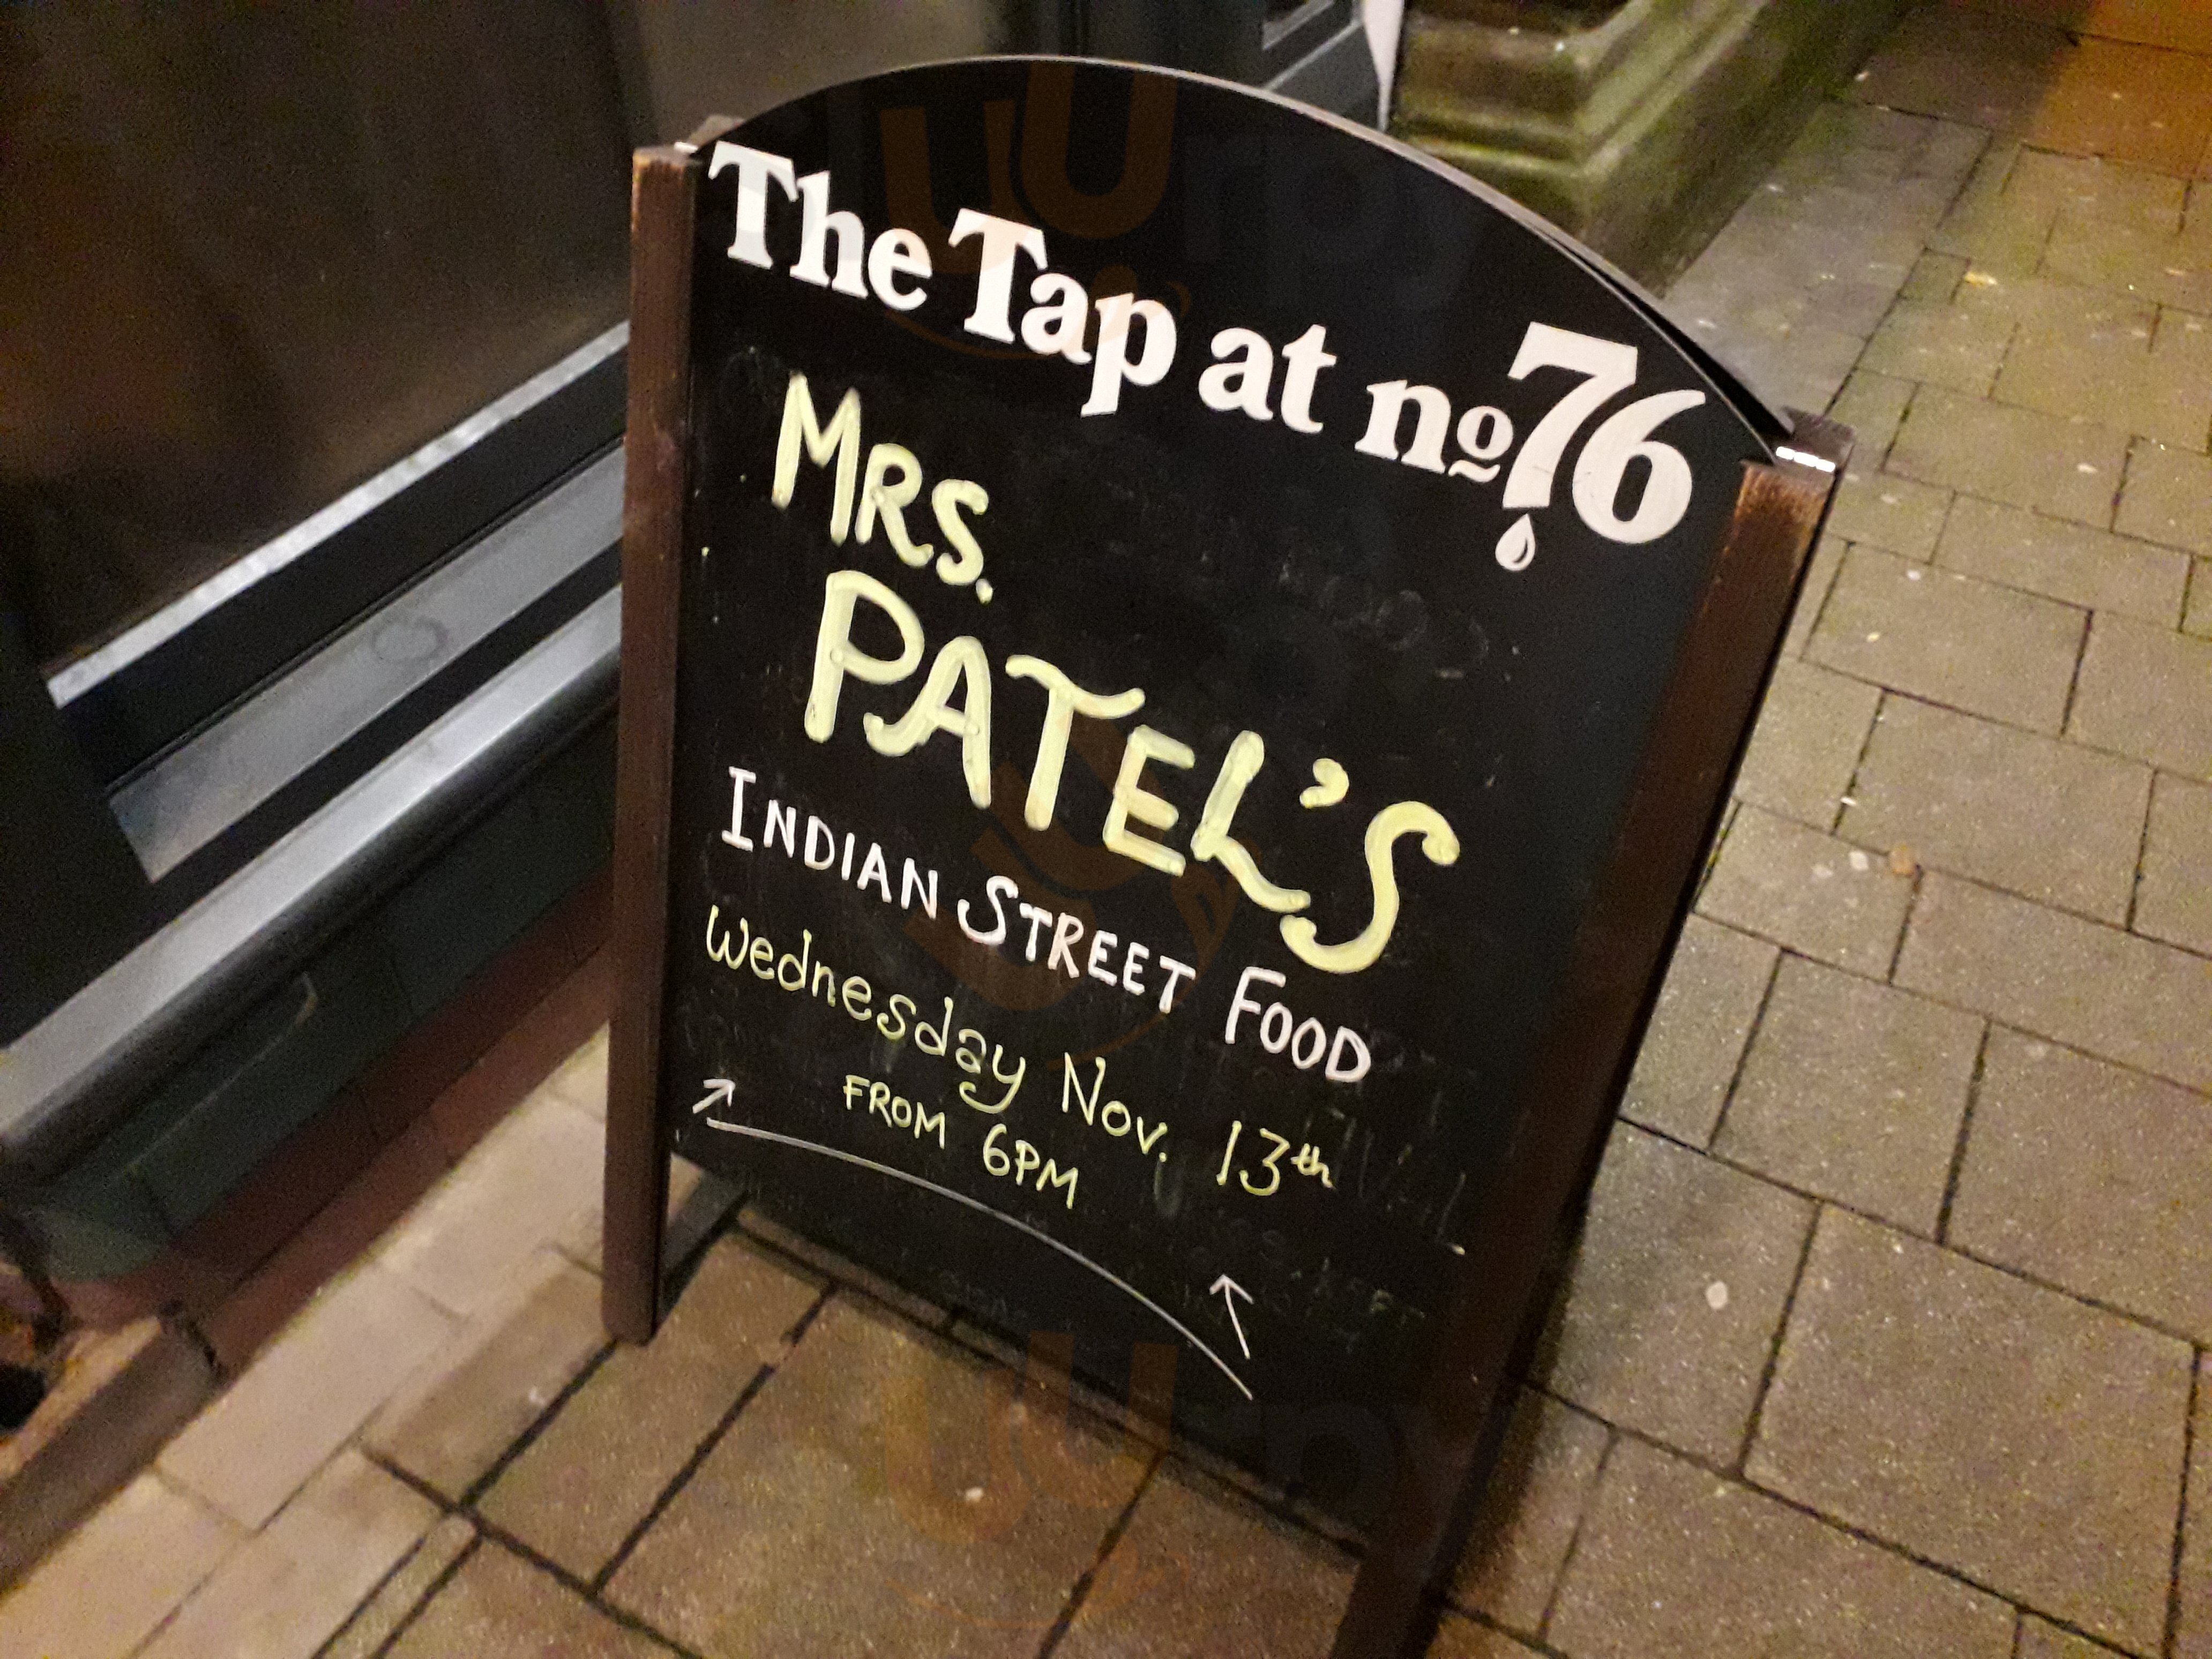 The Tap at no76
MRS.
PATEL'S
INDIAN STREET FOOD
Wednesday Nov. 13th
FROM 6PM